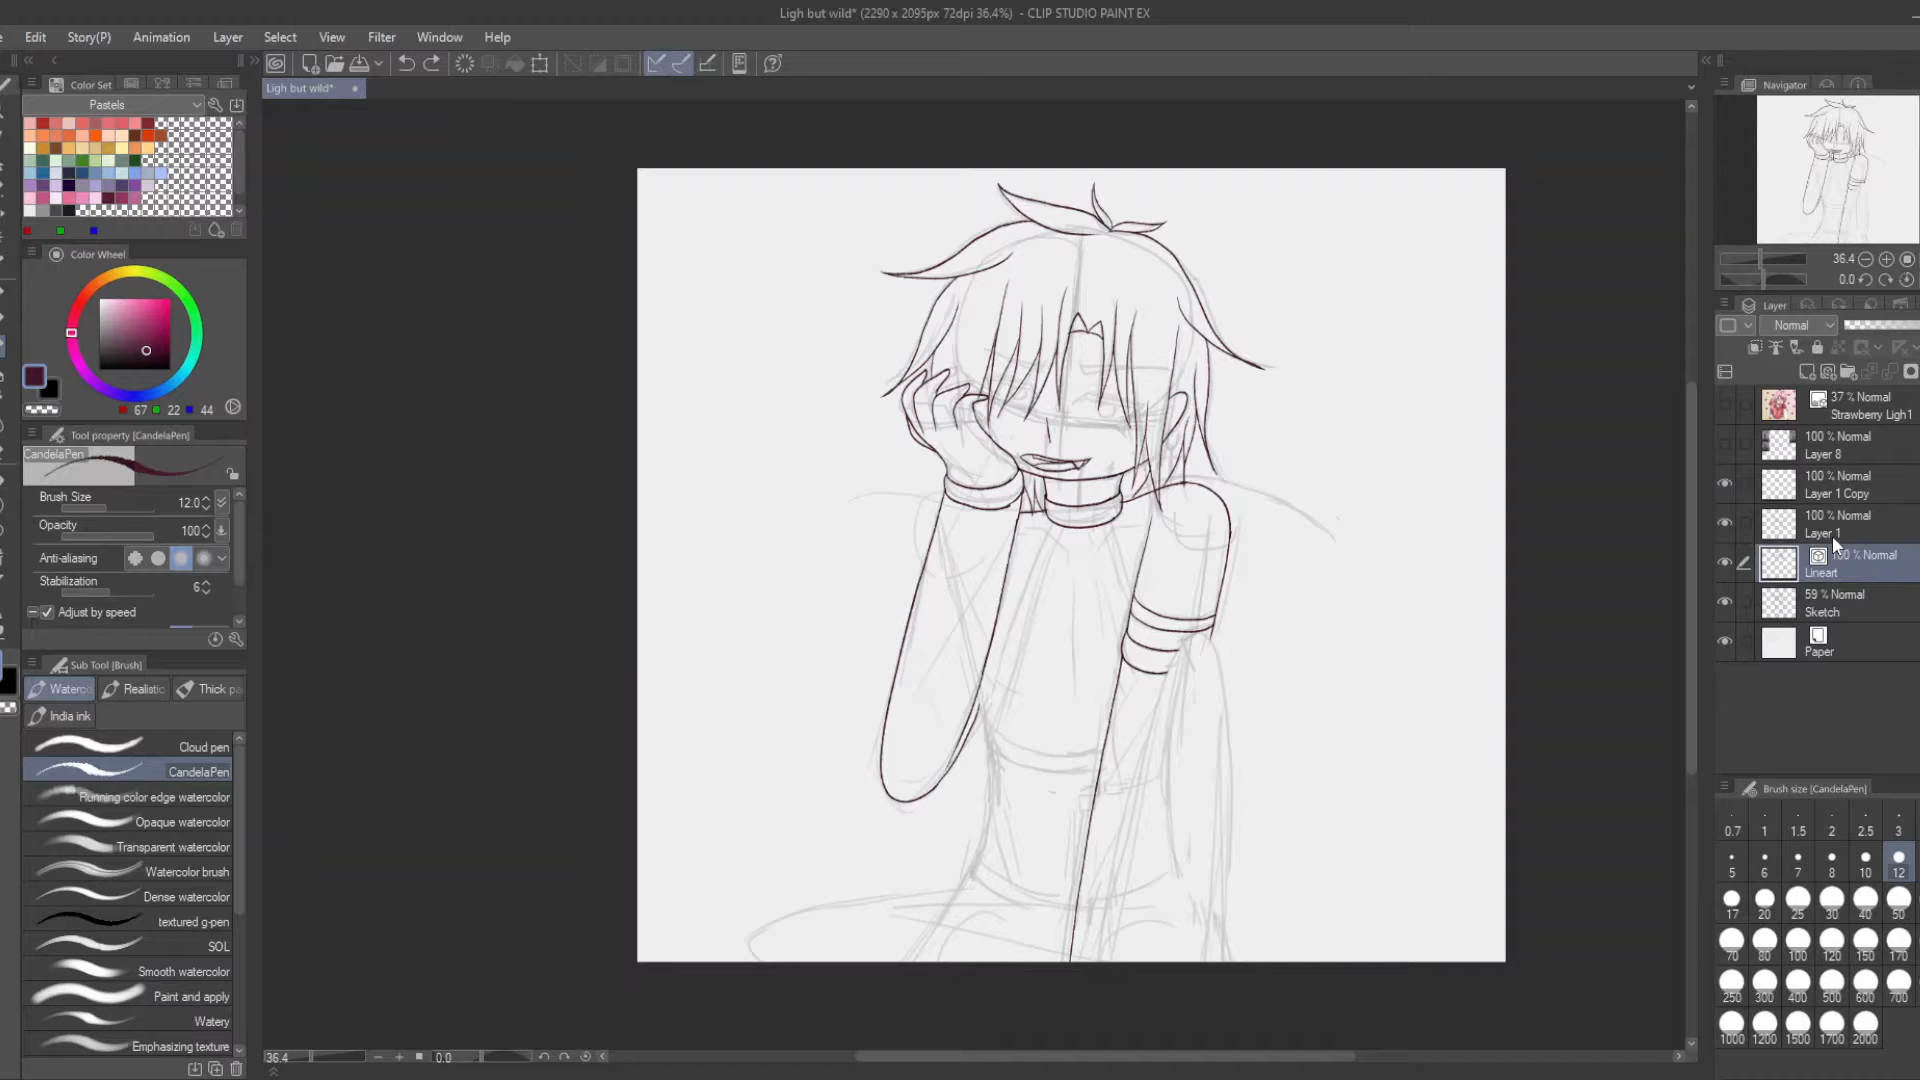 Ligh but wild* (2290 x 2095px 72dpi 36.4%) - CLIP STUDIO PAINT EX
Edit Story(P) Animation Layer Select View Filter Window Help
Color Set
Pastels
Color Wheel
67 22 44
Tool property [CandelaPen]
CandelaPen
Brush Size 12.0
Opacity 100
Anti-aliasing
Stabilization 6
Adjust by speed
Sub Tool [Brush]
Waterco Realistic Thick pa
India ink
Cloud pen
CandelaPen
Running color edge watercolor
Opaque watercolor
Transparent watercolor
Watercolor brush
Dense watercolor
textured g-pen
SOL
Smooth watercolor
Paint and apply
Watery
Emphasizing texture
Ligh but wild*
36.4 0.0
Navigator
36.4
0.0
Layer
Normal
37 % Normal
Strawberry Ligh1
100 % Normal
Layer 8
100 % Normal
Layer 1 Copy
100 % Normal
Layer 1
100 % Normal
Lineart
59 % Normal
Sketch
Paper
Brush size [CandelaPen]
0.7 1 1.5 2 2.5 3
5 6 7 8 10 12
17 20 25 30 40 50
70 80 100 120 150 170
250 300 400 500 600 700
1000 1200 1500 1700 2000